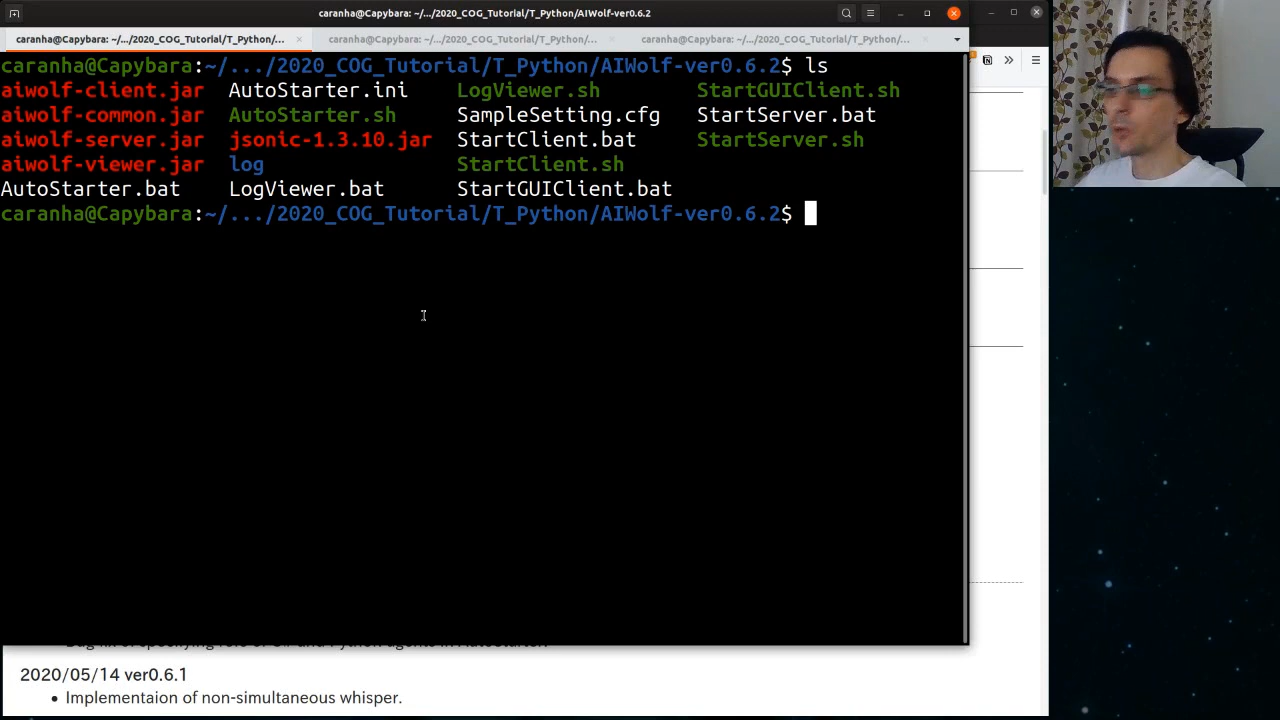 caranha@Capybara: ~/.../2020_COG_Tutorial/T_Python/AIWolf-ver0.6.2
caranha@Capybara: ~/.../2020_COG_Tutorial/T_Python/... caranha@Capybara: ~/.../2020_COG_Tutorial/T_Python/... caranha@Capybara: ~/.../2020_COG_Tutorial/T_Python/...
caranha@Capybara:~/.../2020_COG_Tutorial/T_Python/AIWolf-ver0.6.2$ ls
aiwolf-client.jar AutoStarter.ini LogViewer.sh StartGUIClient.sh
aiwolf-common.jar AutoStarter.sh SampleSetting.cfg StartServer.bat
aiwolf-server.jar jsonic-1.3.10.jar StartClient.bat StartServer.sh
aiwolf-viewer.jar log StartClient.sh
AutoStarter.bat LogViewer.bat StartGUIClient.bat
caranha@Capybara:~/.../2020_COG_Tutorial/T_Python/AIWolf-ver0.6.2$
2020/05/14 ver0.6.1
• Implementaion of non-simultaneous whisper.